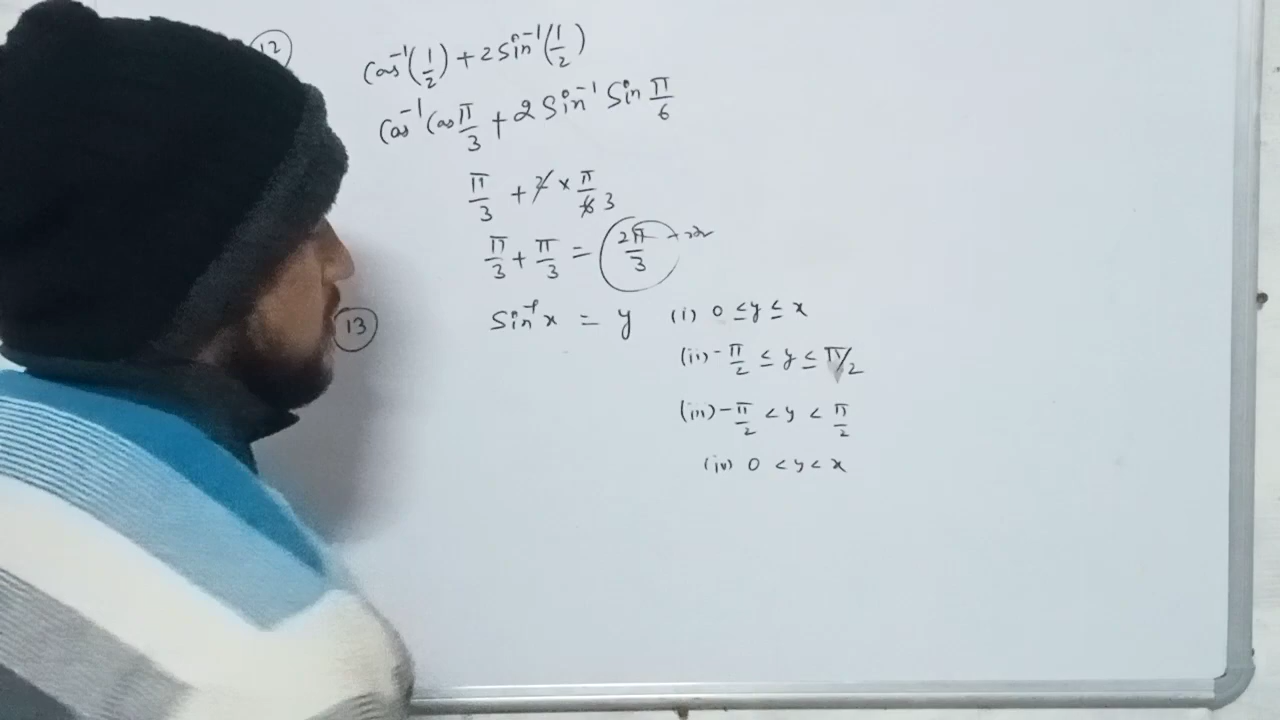 12
cos⁻¹(1/2) + 2 sin⁻¹(1/2)
cos⁻¹ cos π/3 + 2 sin⁻¹ sin π/6
π/3 + 2 × π/6 3
π/3 + π/3 = 2π/3
13 sin⁻¹x = y (i) 0 ≤ y ≤ x
(ii) -π/2 ≤ y ≤ π/2
(iii) -π/2 < y < π/2
(iv) 0 < y < x